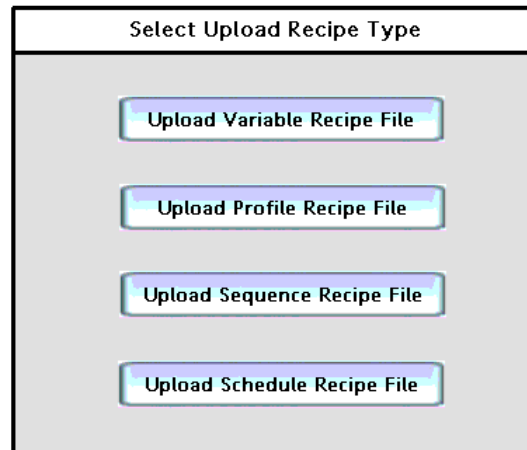 Select Upload Recipe Type
Upload Variable Recipe File
Upload Profile Recipe File
Upload Sequence Recipe File
Upload Schedule Recipe File